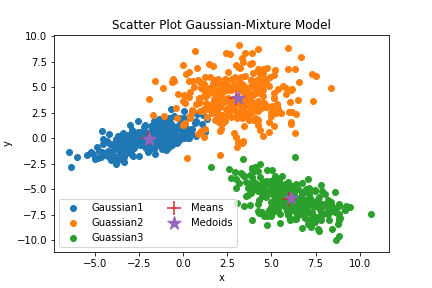 Scatter Plot Gaussian-Mixture Model
10.0
7.5
5.0
2.5
0.0
−2.5
−5.0
−7.5
−10.0
y
Gaussian1
Guassian2
Guassian3
Means
Medoids
−5.0 −2.5 0.0 2.5 5.0 7.5 10.0
x